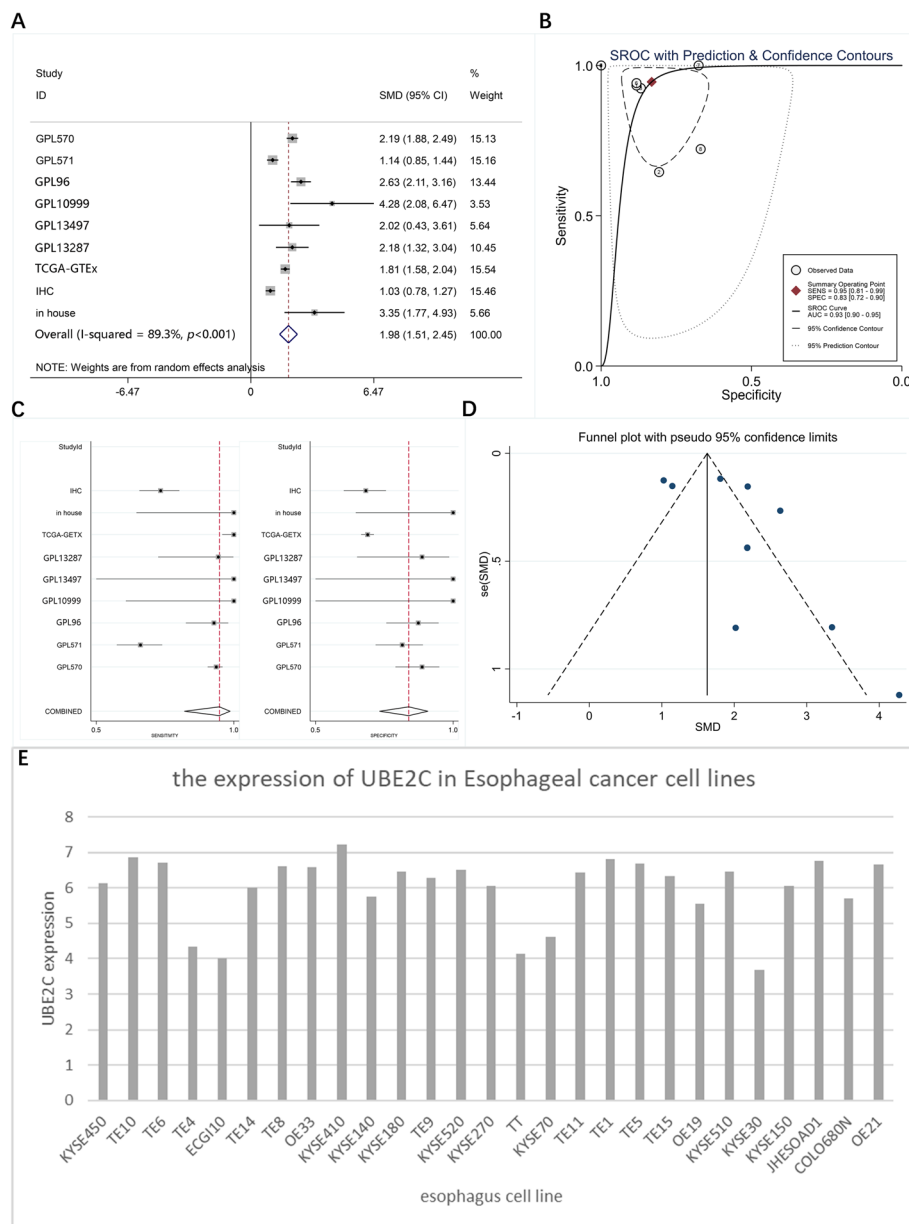 A
Study
%
ID
SMD (95% CI)
Weight
GPL570 2.19 (1.88, 2.49) 15.13
GPL571 1.14 (0.85, 1.44) 15.16
GPL96 2.63 (2.11, 3.16) 13.44
GPL10999 4.28 (2.08, 6.47) 3.53
GPL13497 2.02 (0.43, 3.61) 5.64
GPL13287 2.18 (1.32, 3.04) 10.45
TCGA-GTEx 1.81 (1.58, 2.04) 15.54
IHC 1.03 (0.78, 1.27) 15.46
in house 3.35 (1.77, 4.93) 5.66
Overall (I-squared = 89.3%, p<0.001) 1.98 (1.51, 2.45) 100.00
NOTE: Weights are from random effects analysis
-6.47 0 6.47
B
SROC with Prediction & Confidence Contours
1.0
0.5
0.0
Sensitivity
1.0 0.5 0.0
Specificity
Observed Data
Summary Operating Point
SENS = 0.95 [0.81 - 0.99]
SPEC = 0.83 [0.72 - 0.90]
SROC Curve
AUC = 0.93 [0.90 - 0.95]
95% Confidence Contour
95% Prediction Contour
C
StudyId
IHC
in house
TCGA-GETX
GPL13287
GPL13497
GPL10999
GPL96
GPL571
GPL570
COMBINED
0.5 1.0
SENSITIVITY
StudyId
IHC
in house
TCGA-GETX
GPL13287
GPL13497
GPL10999
GPL96
GPL571
GPL570
COMBINED
0.5 1.0
SPECIFICITY
D
Funnel plot with pseudo 95% confidence limits
0
.5
1
se(SMD)
-1 0 1 2 3 4
SMD
E
the expression of UBE2C in Esophageal cancer cell lines
8
7
6
5
4
3
2
1
0
UBE2C expression
KYSE450
TE10
TE6
TE4
ECGI10
TE14
TE8
OE33
KYSE410
KYSE140
KYSE180
TE9
KYSE520
KYSE270
TT
KYSE70
TE11
TE1
TE5
TE15
OE19
KYSE510
KYSE30
KYSE150
JHESOAD1
COLO680N
OE21
esophagus cell line